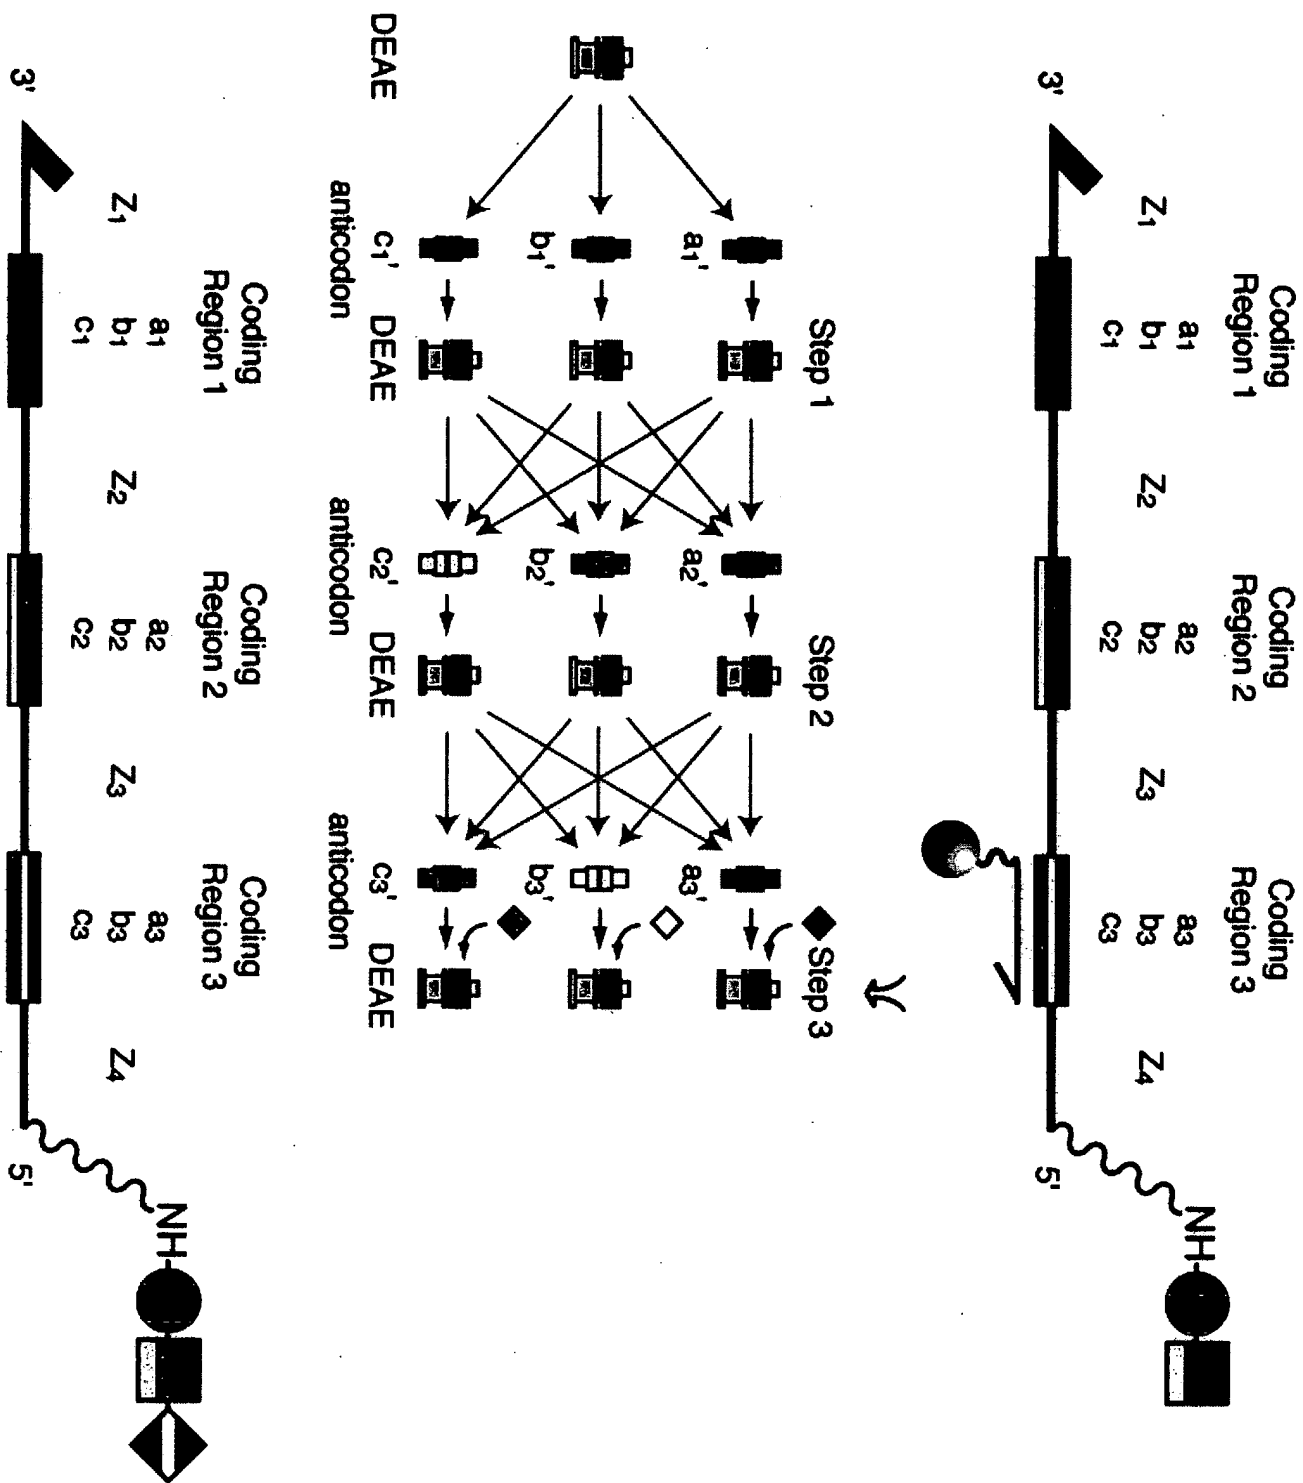 Coding Coding Coding
Region 1 Region 2 Region 3
a₁ a₂ a₃ NH
Z₁ b₁ Z₂ b₂ Z₃ b₃ Z₄
c₁ c₂ c₃
3' 5'
Step 1 Step 2 Step 3
a₁' a₂' a₃'
b₁' b₂' b₃'
DEAE c₁' DEAE c₂' DEAE c₃' DEAE
anticodon anticodon anticodon
Coding Coding Coding
Region 1 Region 2 Region 3
a₁ a₂ a₃ NH
Z₁ b₁ Z₂ b₂ Z₃ b₃ Z₄
c₁ c₂ c₃
3' 5'